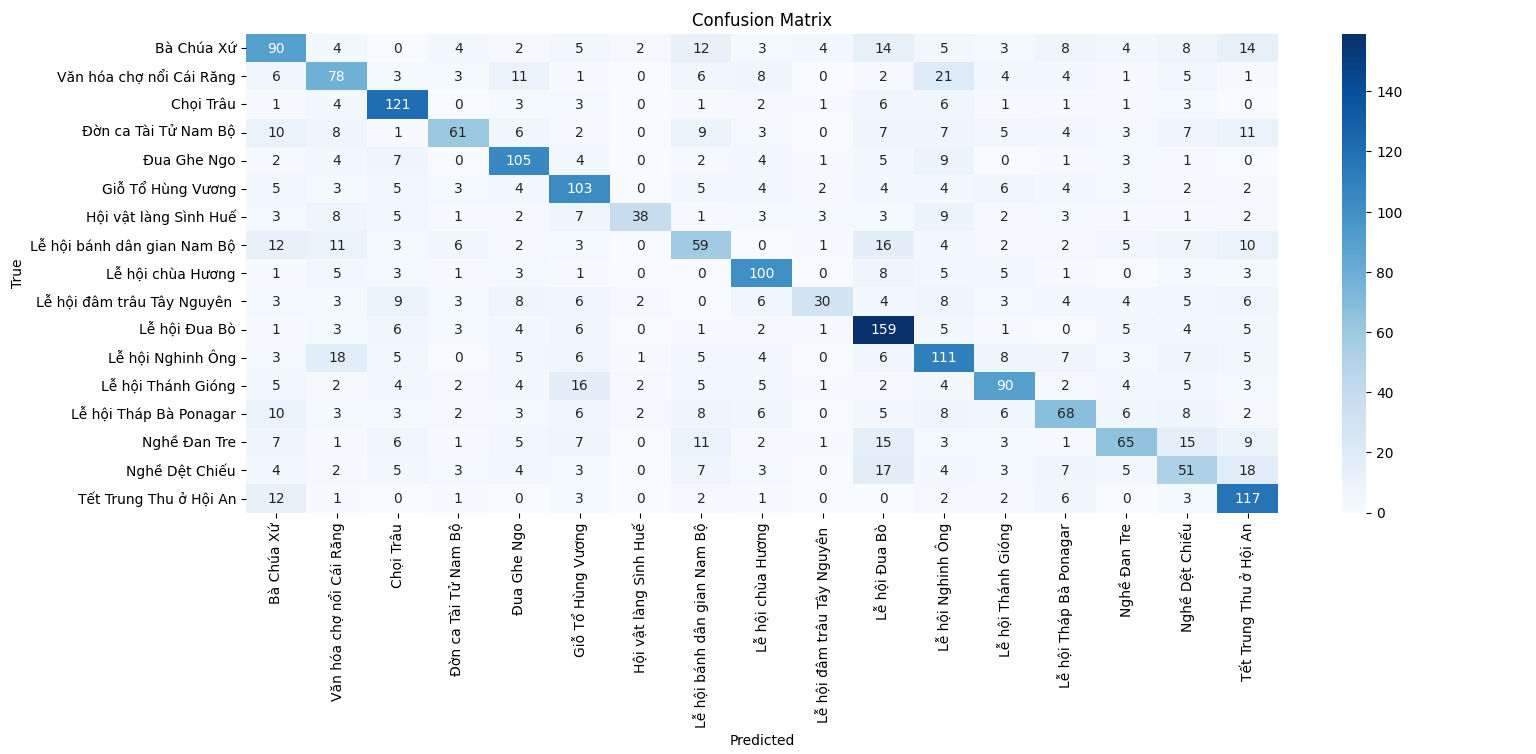 Confusion Matrix
True
Bà Chúa Xứ 90 4 0 4 2 5 2 12 3 4 14 5 3 8 4 8 14
Văn hóa chợ nổi Cái Răng 6 78 3 3 11 1 0 6 8 0 2 21 4 4 1 5 1
Chọi Trâu 1 4 121 0 3 3 0 1 2 1 6 6 1 1 1 3 0
Đờn ca Tài Tử Nam Bộ 10 8 1 61 6 2 0 9 3 0 7 7 5 4 3 7 11
Đua Ghe Ngo 2 4 7 0 105 4 0 2 4 1 5 9 0 1 3 1 0
Giỗ Tổ Hùng Vương 5 3 5 3 4 103 0 5 4 2 4 4 6 4 3 2 2
Hội vật làng Sình Huế 3 8 5 1 2 7 38 1 3 3 3 9 2 3 1 1 2
Lễ hội bánh dân gian Nam Bộ 12 11 3 6 2 3 0 59 0 1 16 4 2 2 5 7 10
Lễ hội chùa Hương 1 5 3 1 3 1 0 0 100 0 8 5 5 1 0 3 3
Lễ hội đâm trâu Tây Nguyên 3 3 9 3 8 6 2 0 6 30 4 8 3 4 4 5 6
Lễ hội Đua Bò 1 3 6 3 4 6 0 1 2 1 159 5 1 0 5 4 5
Lễ hội Nghinh Ông 3 18 5 0 5 6 1 5 4 0 6 111 8 7 3 7 5
Lễ hội Thánh Gióng 5 2 4 2 4 16 2 5 5 1 2 4 90 2 4 5 3
Lễ hội Tháp Bà Ponagar 10 3 3 2 3 6 2 8 6 0 5 8 6 68 6 8 2
Nghề Đan Tre 7 1 6 1 5 7 0 11 2 1 15 3 3 1 65 15 9
Nghề Dệt Chiếu 4 2 5 3 4 3 0 7 3 0 17 4 3 7 5 51 18
Tết Trung Thu ở Hội An 12 1 0 1 0 3 0 2 1 0 0 2 2 6 0 3 117
Bà Chúa Xứ
Văn hóa chợ nổi Cái Răng
Chọi Trâu
Đờn ca Tài Tử Nam Bộ
Đua Ghe Ngo
Giỗ Tổ Hùng Vương
Hội vật làng Sình Huế
Lễ hội bánh dân gian Nam Bộ
Lễ hội chùa Hương
Lễ hội đâm trâu Tây Nguyên
Lễ hội Đua Bò
Lễ hội Nghinh Ông
Lễ hội Thánh Gióng
Lễ hội Tháp Bà Ponagar
Nghề Đan Tre
Nghề Dệt Chiếu
Tết Trung Thu ở Hội An
Predicted
140
120
100
80
60
40
20
0